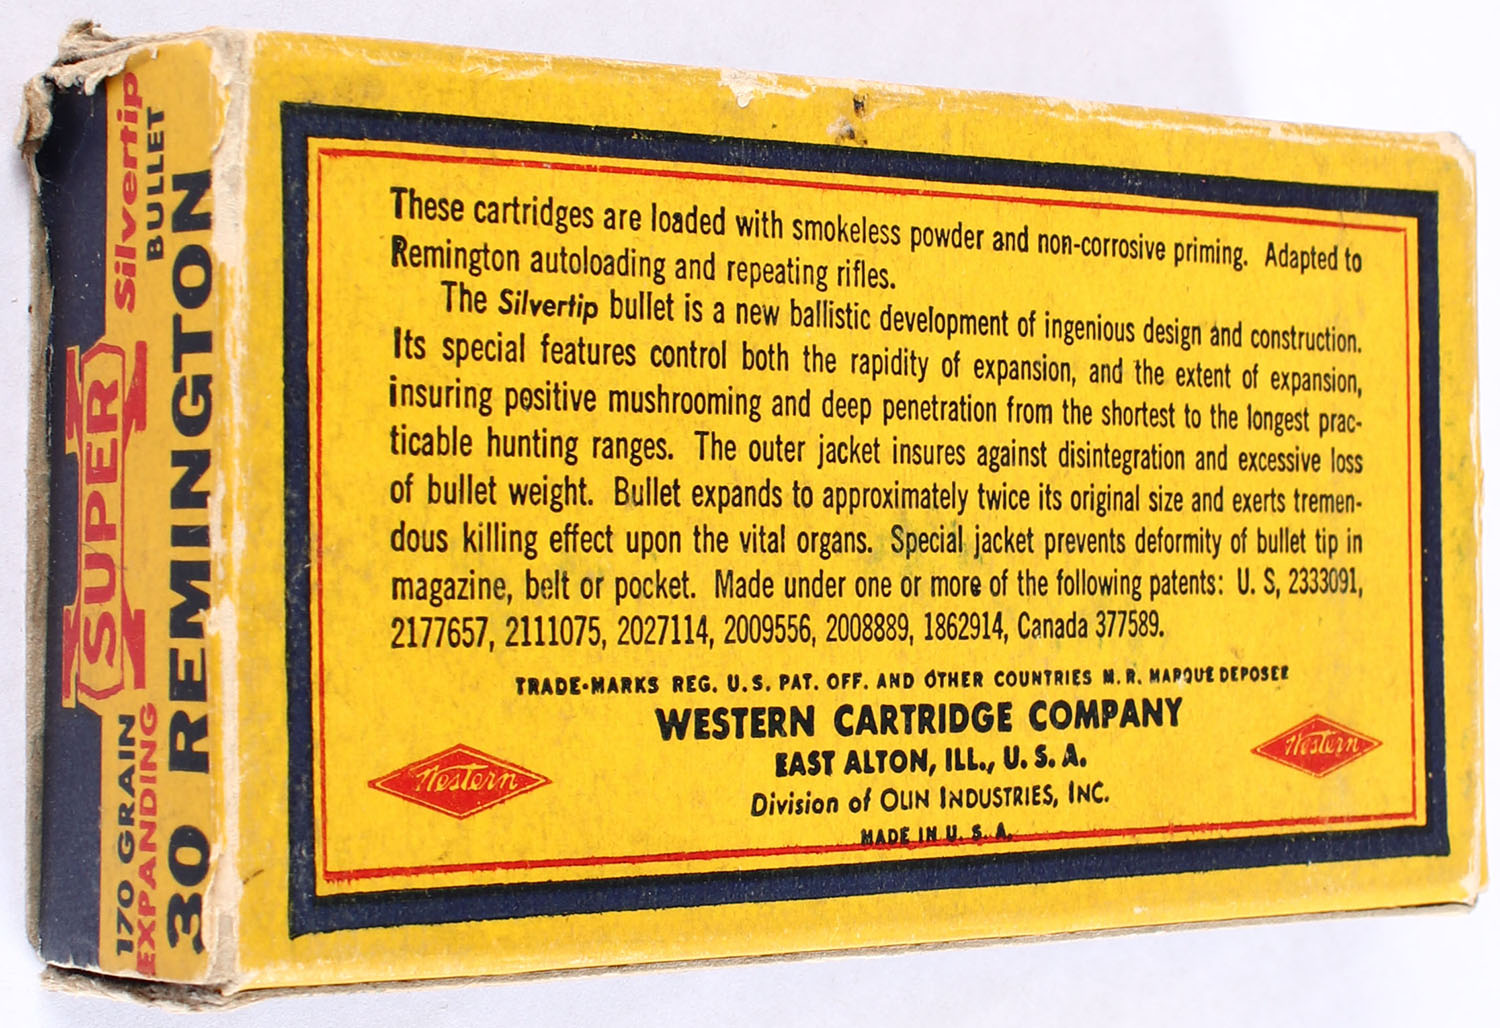 These cartridges are loaded with smokeless powder and non-corrosive priming. Adapted to
Remington autoloading and repeating rifles.
The Silvertip bullet is a new ballistic development of ingenious design and construction.
Its special features control both the rapidity of expansion, and the extent of expansion,
insuring positive mushrooming and deep penetration from the shortest to the longest prac-
ticable hunting ranges. The outer jacket insures against disintegration and excessive loss
of bullet weight. Bullet expands to approximately twice its original size and exerts tremen-
dous killing effect upon the vital organs. Special jacket prevents deformity of bullet tip in
magazine, belt or pocket. Made under one or more of the following patents: U. S, 2333091,
2177657, 2111075, 2027114, 2009556, 2008889, 1862914, Canada 377589.
TRADE-MARKS REG. U.S. PAT. OFF. AND OTHER COUNTRIES M.R. MARQUE DEPOSEE
WESTERN CARTRIDGE COMPANY
EAST ALTON, ILL., U. S. A.
Division of OLIN INDUSTRIES, INC.
MADE IN U. S. A.
Western
Western
170 GRAIN
EXPANDING
SUPER X
Silvertip
BULLET
30 REMINGTON